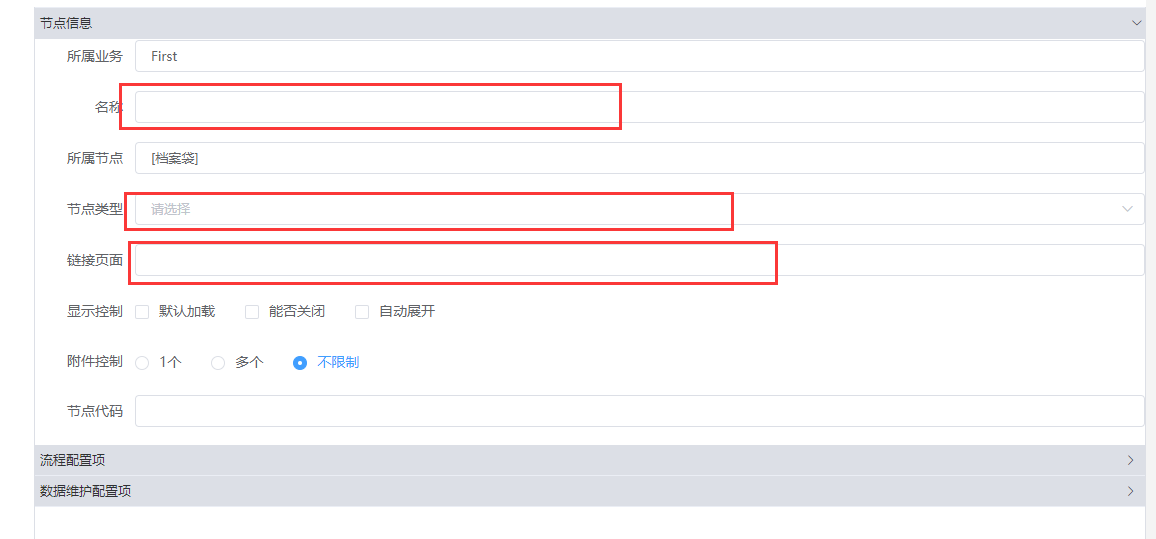 节点信息
所属业务 First
名称
所属节点 [档案袋]
节点类型 请选择
链接页面
显示控制 默认加载 能否关闭 自动展开
附件控制 1个 多个 不限制
节点代码
流程配置项
数据维护配置项